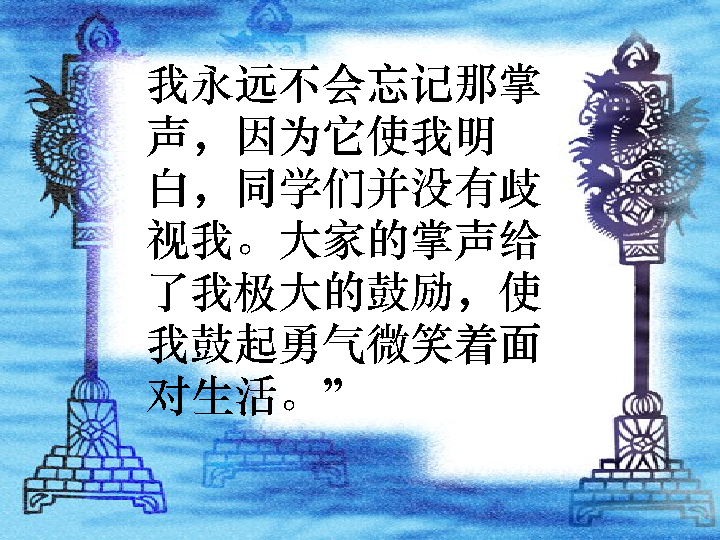 我永远不会忘记那掌
声，因为它使我明
白，同学们并没有歧
视我。大家的掌声给
了我极大的鼓励，使
我鼓起勇气微笑着面
对生活。”